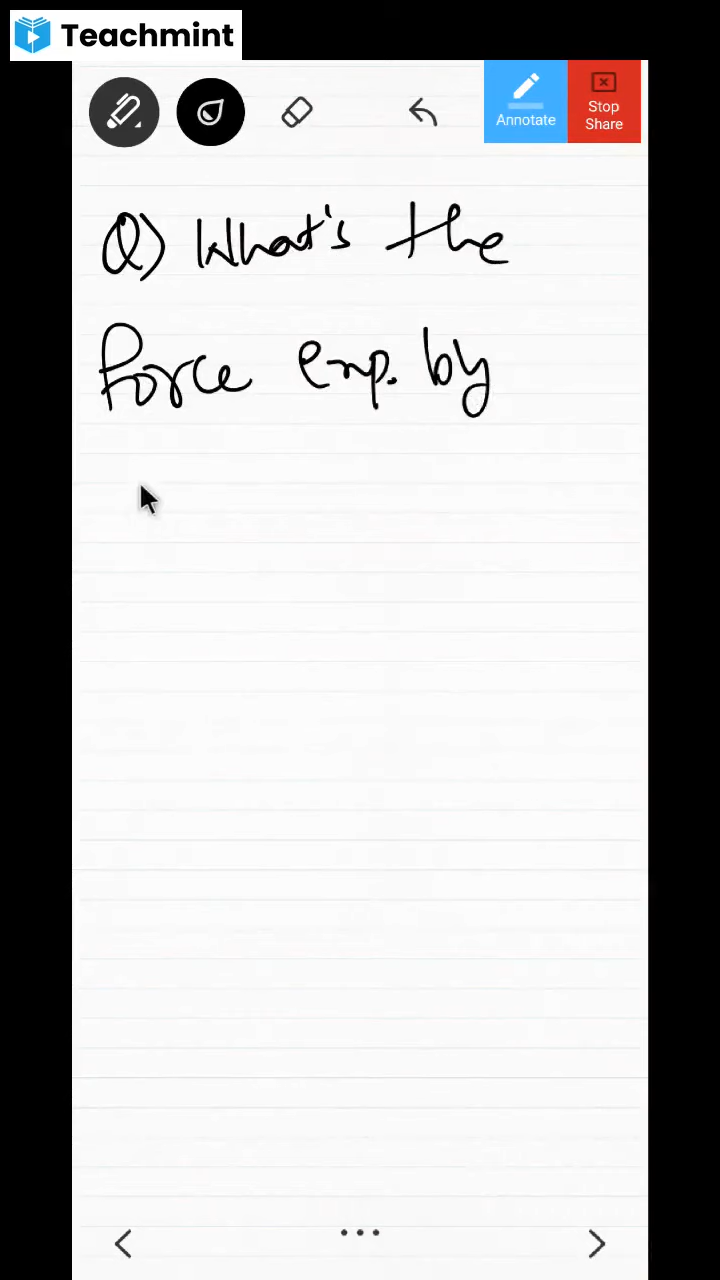 Teachmint
Annotate
Stop
Share
Q) What's the
Force exp. by